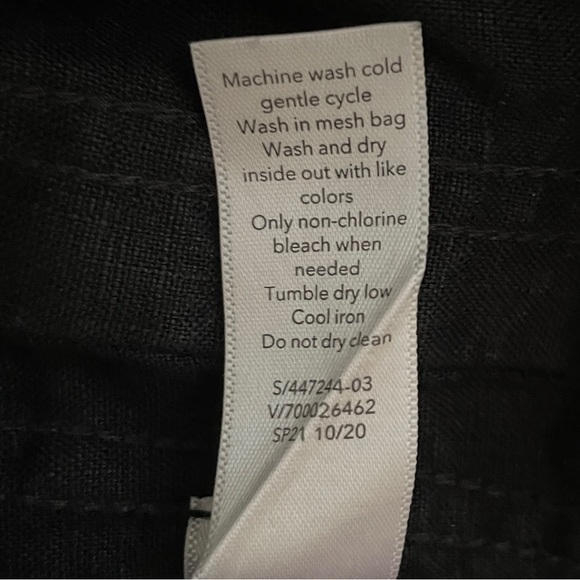 Machine wash cold
gentle cycle
Wash in mesh bag
Wash and dry
inside out with like
colors
Only non-chlorine
bleach when
needed
Tumble dry low
Cool iron
Do not dry clean
S/447244-03
V/700026462
SP21 10/20